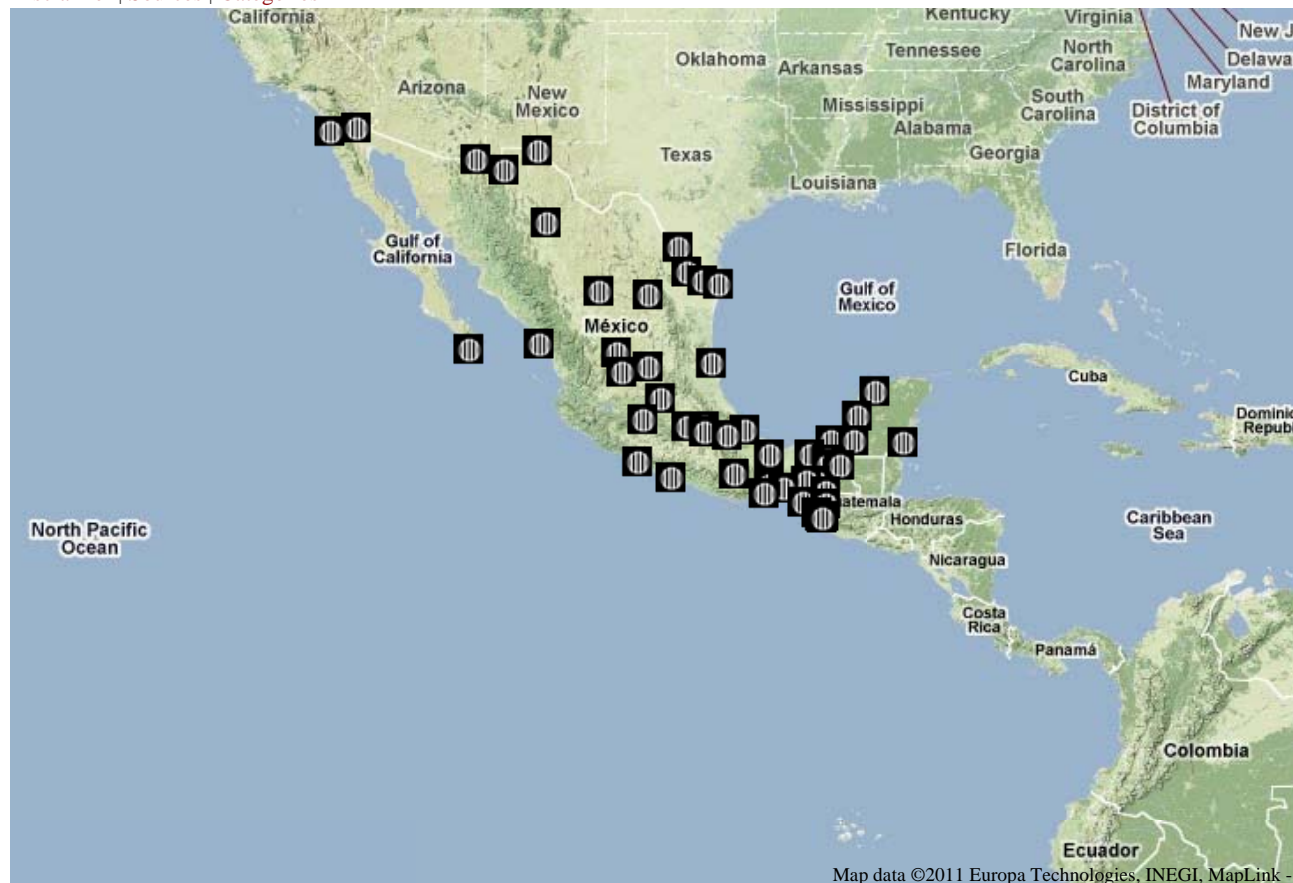 California
Kentucky
Virginia
New J
Oklahoma
Arkansas
Tennessee
North
Carolina
Delawa
Maryland
Arizona
New
Mexico
Mississippi
South
Carolina
District of
Columbia
Alabama
Texas
Georgia
Louisiana
Gulf of
California
Florida
Gulf of
Mexico
México
Cuba
Dominic
Republ
atemala
Honduras
North Pacific
Ocean
Caribbean
Sea
Nicaragua
Costa
Rica
Panamá
Colombia
Ecuador
Map data ©2011 Europa Technologies, INEGI, MapLink -